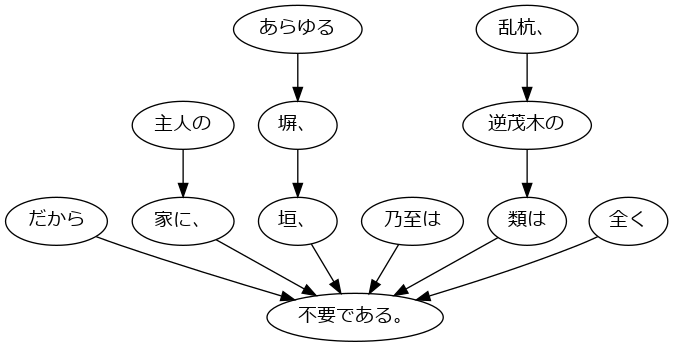 あらゆる
乱杭、
主人の
塀、
逆茂木の
だから
家に、
垣、
乃至は
類は
全く
不要である。